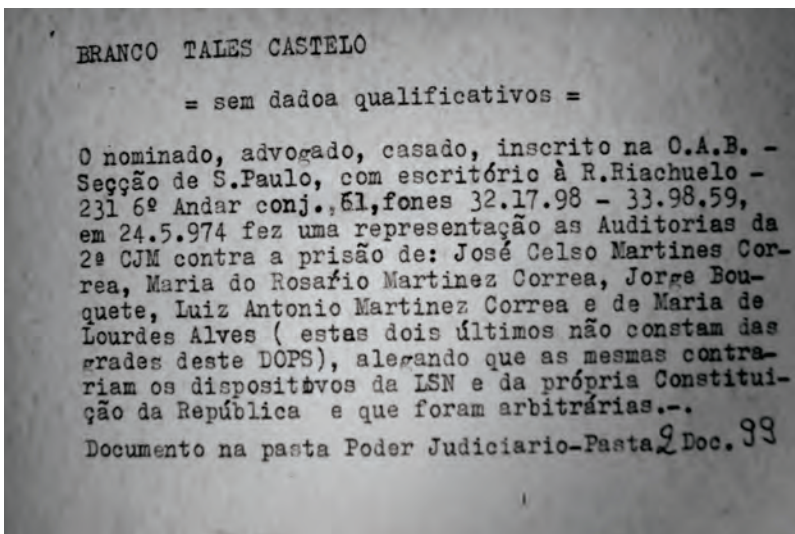 BRANCO TALES CASTELO
= sem dadoa qualificativos =
O nominado, advogado, casado, inscrito na O.A.B. -
Secção de S.Paulo, com escritório à R.Riachuelo -
231 6º Andar conj., 61, fones 32.17.98 - 33.98.59,
em 24.5.974 fez uma representação as Auditorias da
2ª CJM contra a prisão de: José Celso Martines Cor-
rea, Maria do Rosario Martinez Correa, Jorge Bou-
quete, Luiz Antonio Martinez Correa e de Maria de
Lourdes Alves ( estas dois últimos não constam das
grades deste DOPS), alegando que as mesmas contra-
riam os dispositivos da LSN e da própria Constitui-
ção da República e que foram arbitrárias.-.
Documento na pasta Poder Judiciario-Pasta 2 Doc. 99